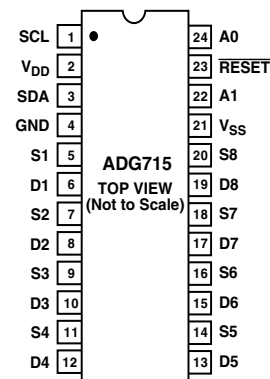 SCL 1 24 A0
VDD 2 23 RESET
SDA 3 22 A1
GND 4 21 VSS
S1 5 20 S8
D1 6 19 D8
S2 7 18 S7
D2 8 17 D7
S3 9 16 S6
D3 10 15 D6
S4 11 14 S5
D4 12 13 D5
ADG715
TOP VIEW
(Not to Scale)